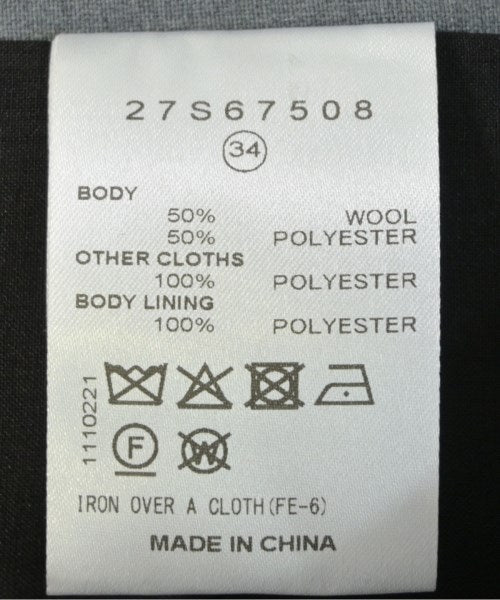 27S67508
34
BODY
50% WOOL
50% POLYESTER
OTHER CLOTHS
100% POLYESTER
BODY LINING
100% POLYESTER
1110221
F W
IRON OVER A CLOTH(FE-6)
MADE IN CHINA